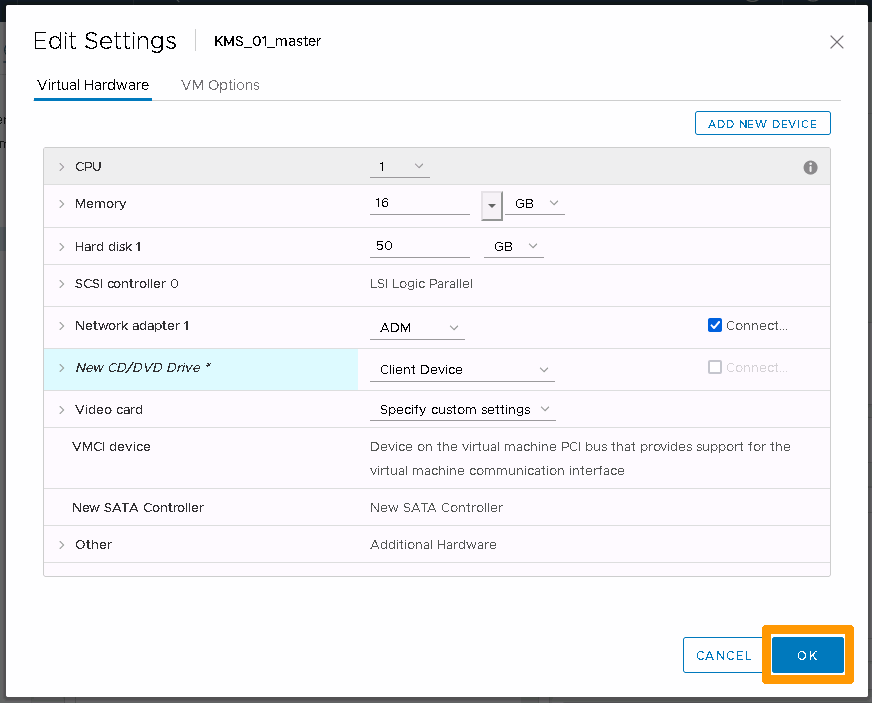 Edit Settings KMS_01_master
Virtual Hardware VM Options
ADD NEW DEVICE
CPU 1
Memory 16 GB
Hard disk 1 50 GB
SCSI controller 0 LSI Logic Parallel
Network adapter 1 ADM Connect...
New CD/DVD Drive * Client Device Connect...
Video card Specify custom settings
VMCI device Device on the virtual machine PCI bus that provides support for the
virtual machine communication interface
New SATA Controller New SATA Controller
Other Additional Hardware
CANCEL OK